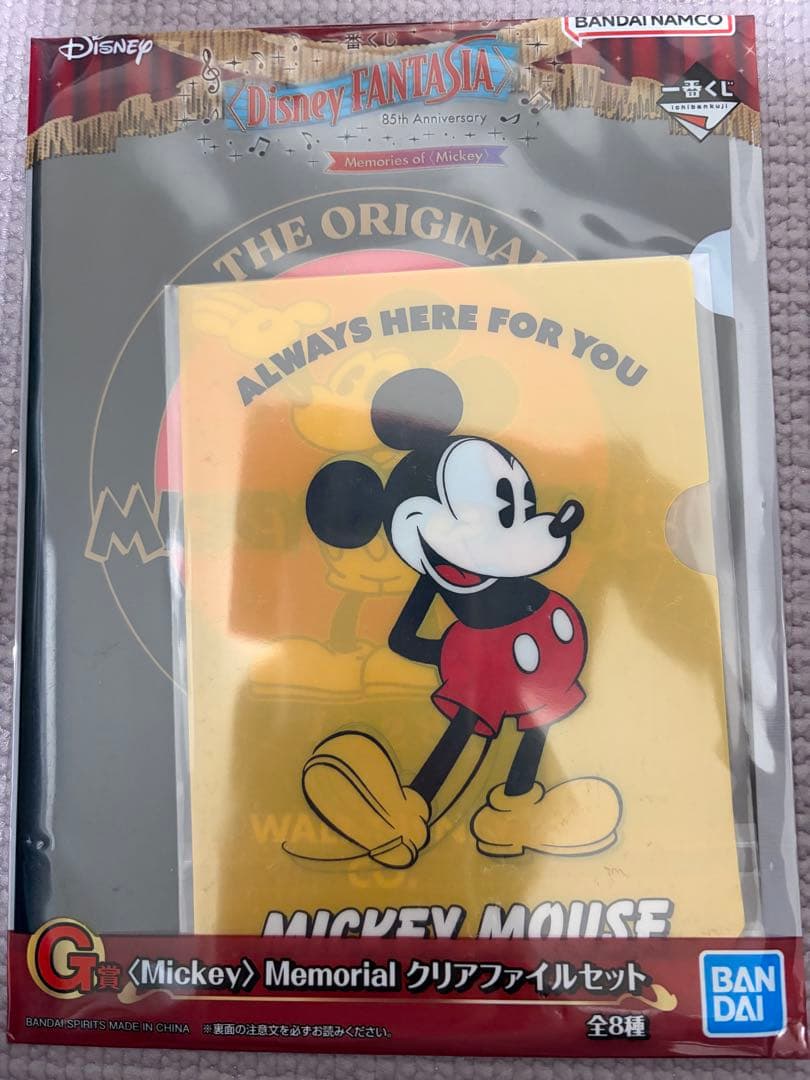 Disney
BANDAI NAMCO
一番くじ
〈Disney FANTASIA〉
85th Anniversary
Memories of〈Mickey〉
一番くじ
ichibankuji
THE ORIGINAL
ALWAYS HERE FOR YOU
MICKEY MOUSE
G賞 〈Mickey〉 Memorial クリアファイルセット
BANDAI SPIRITS MADE IN CHINA ※裏面の注意文を必ずお読みください。
全8種
BAN
DAI